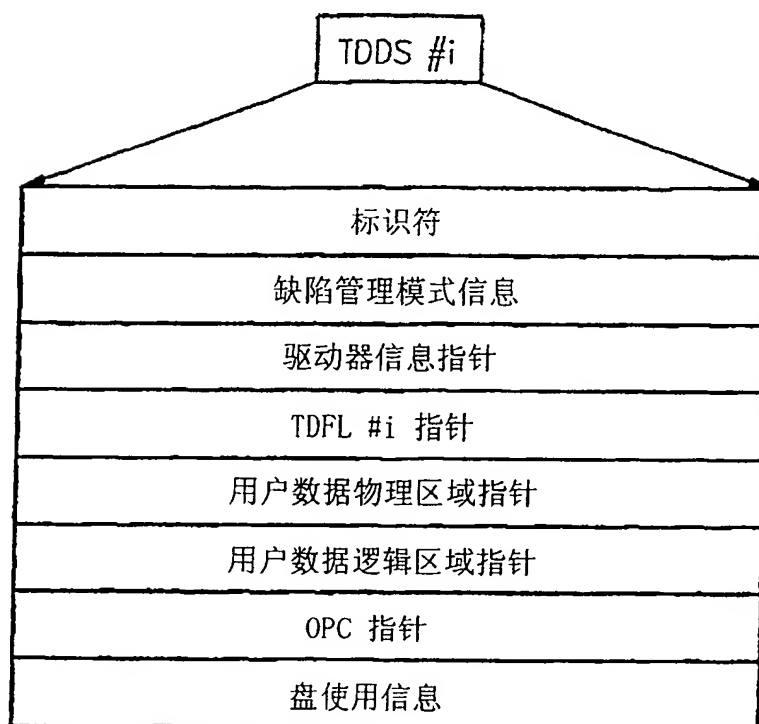 TDDS #i
标识符
缺陷管理模式信息
驱动器信息指针
TDFL #i 指针
用户数据物理区域指针
用户数据逻辑区域指针
OPC 指针
盘使用信息